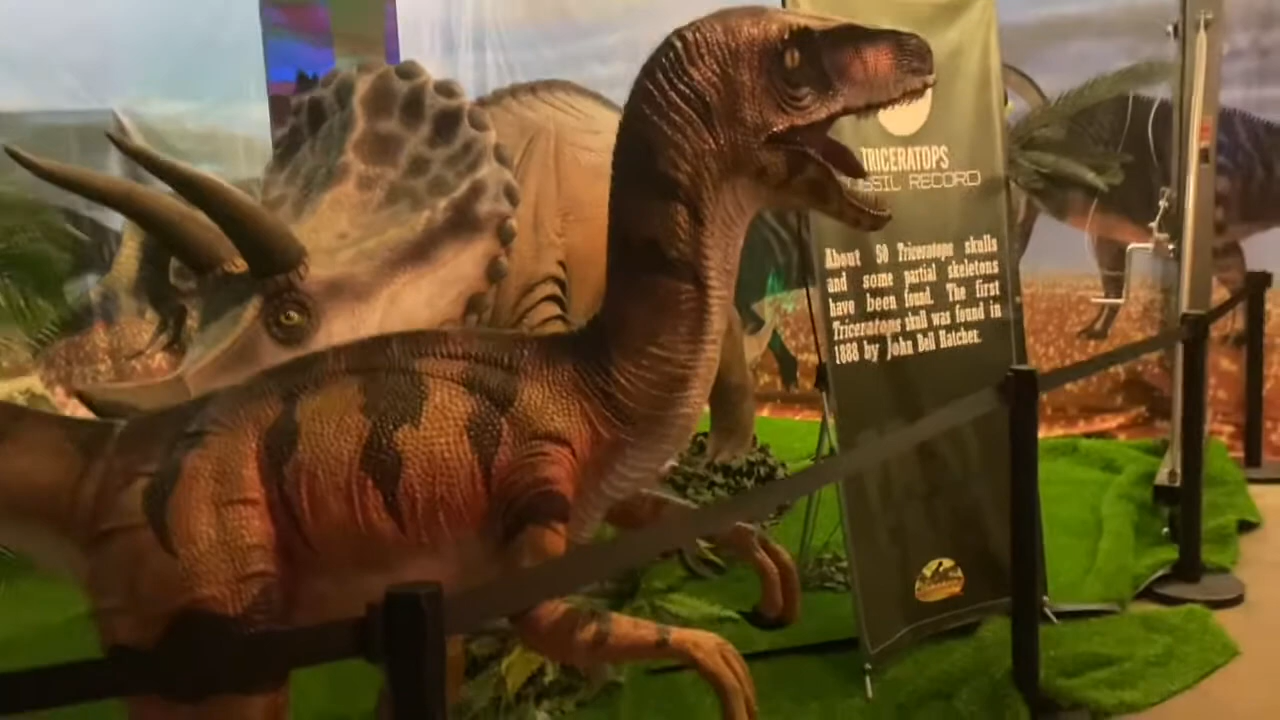 TRICERATOPS
FOSSIL RECORD
About 50 Triceratops skulls
and some partial skeletons
have been found. The first
Triceratops skull was found in
1888 by John Bell Hatcher.